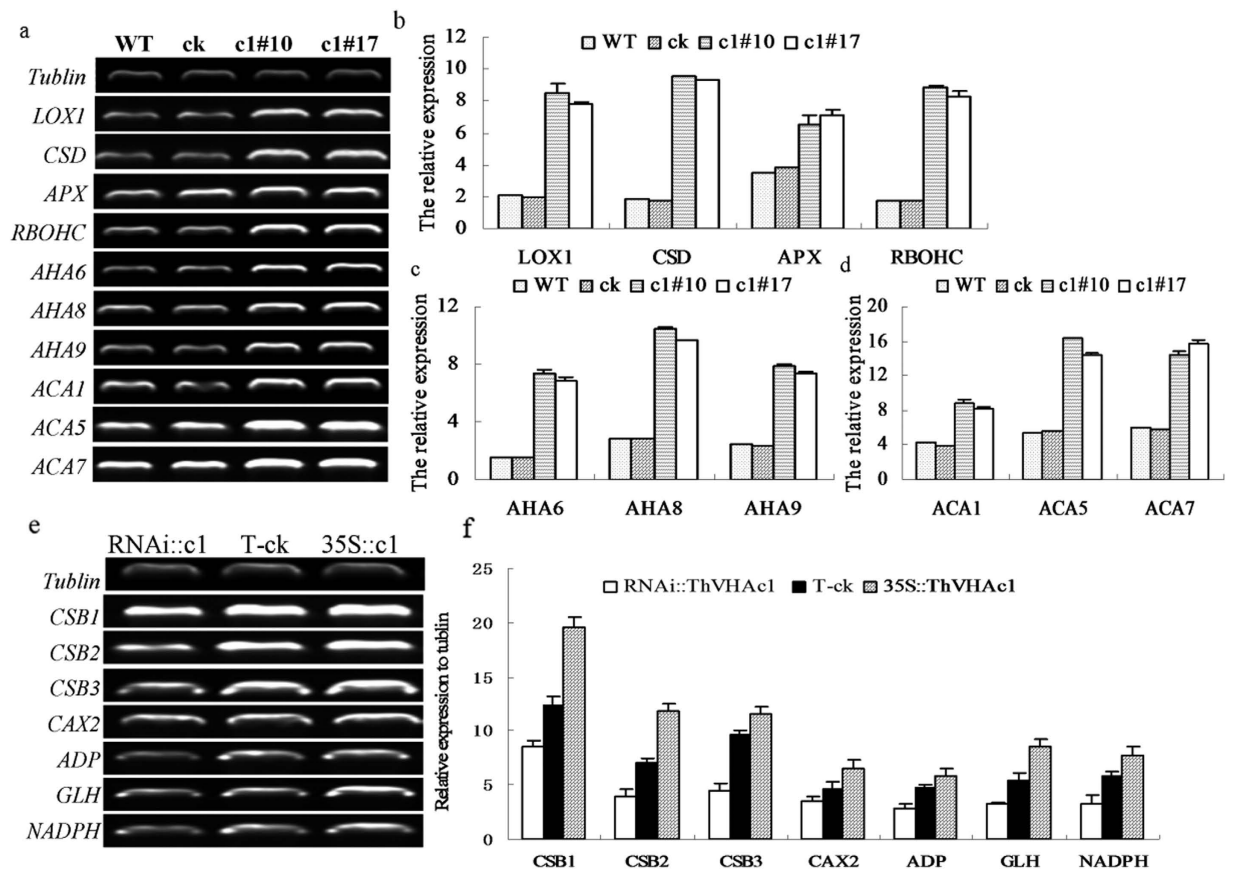 a
WT ck c1#10 c1#17
Tublin
LOX1
CSD
APX
RBOHC
AHA6
AHA8
AHA9
ACA1
ACA5
ACA7
b
WT ck c1#10 c1#17
The relative expression
12
10
8
6
4
2
0
LOX1 CSD APX RBOHC
c
WT ck c1#10 c1#17
The relative expression
12
8
4
0
AHA6 AHA8 AHA9
d
WT ck c1#10 c1#17
The relative expression
20
16
12
8
4
0
ACA1 ACA5 ACA7
e
RNAi::c1 T-ck 35S::c1
Tublin
CSB1
CSB2
CSB3
CAX2
ADP
GLH
NADPH
f
RNAi::ThVHAc1 T-ck 35S::ThVHAc1
Relative expression to tublin
25
20
15
10
5
0
CSB1 CSB2 CSB3 CAX2 ADP GLH NADPH